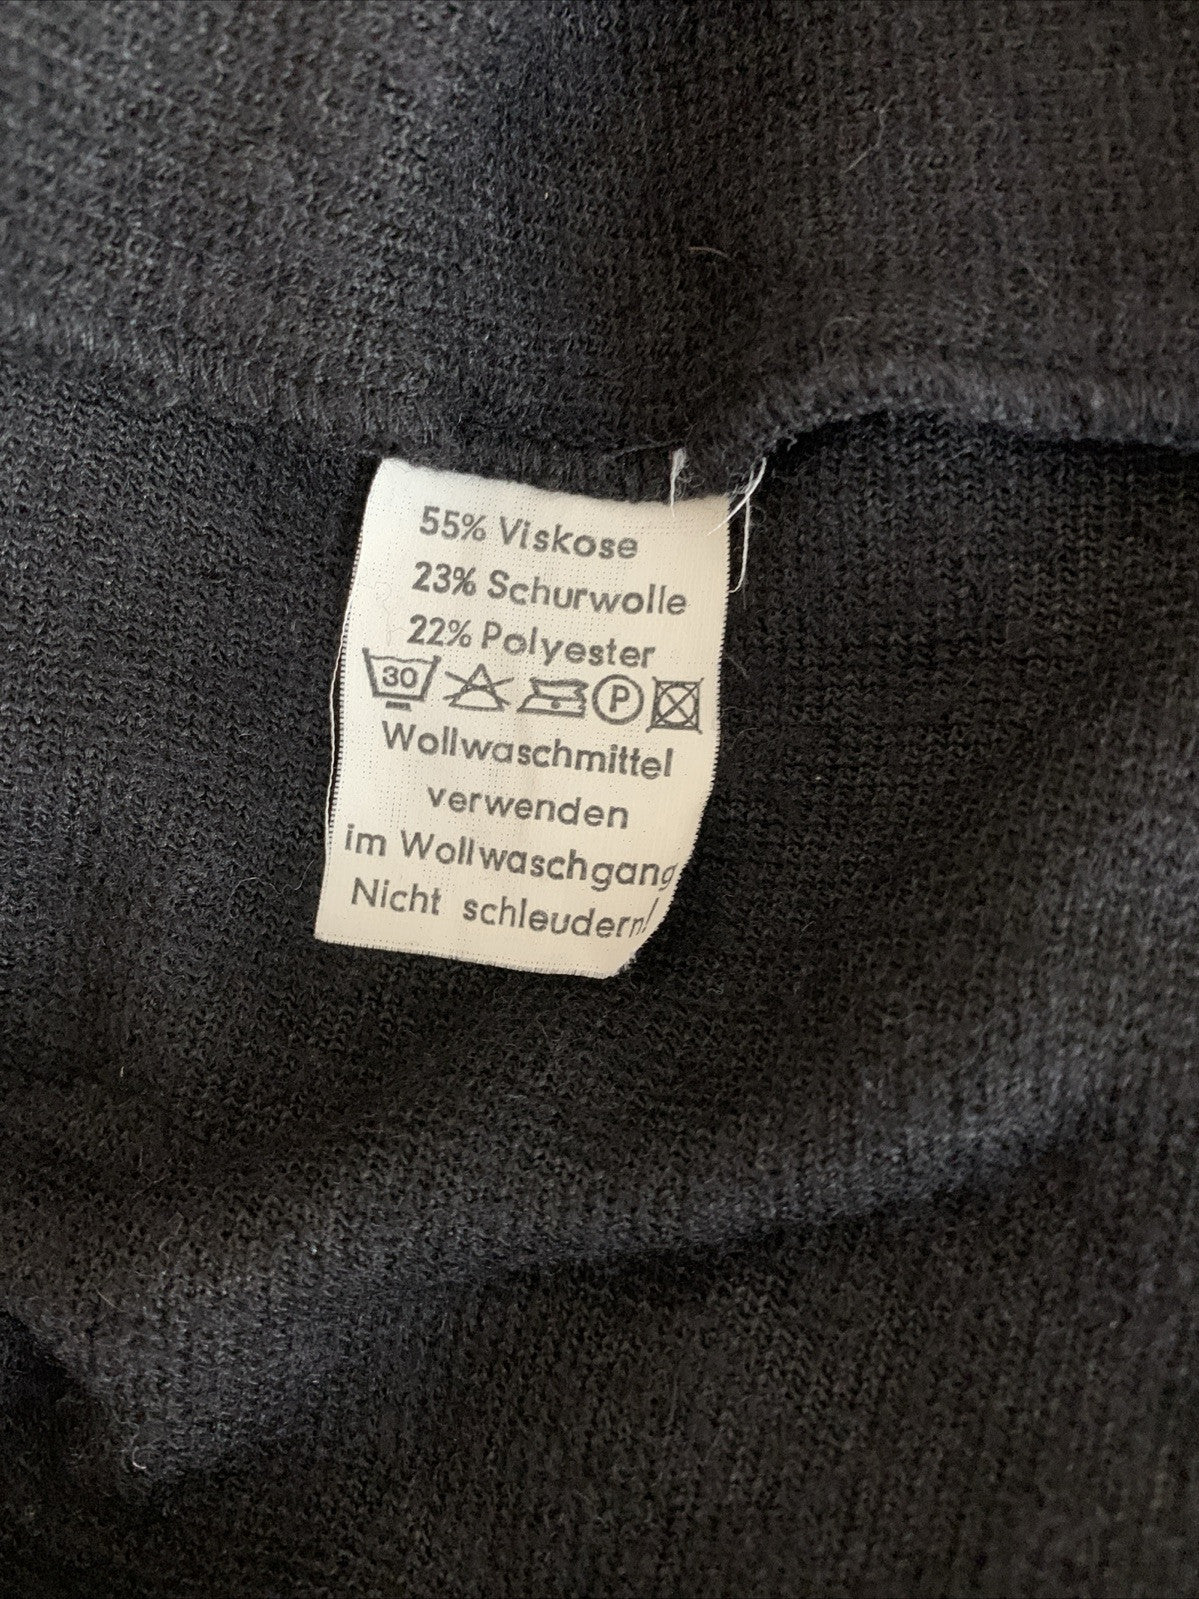 55% Viskose
23% Schurwolle
22% Polyester
30 P
Wollwaschmittel
verwenden
im Wollwaschgang
Nicht schleudern!